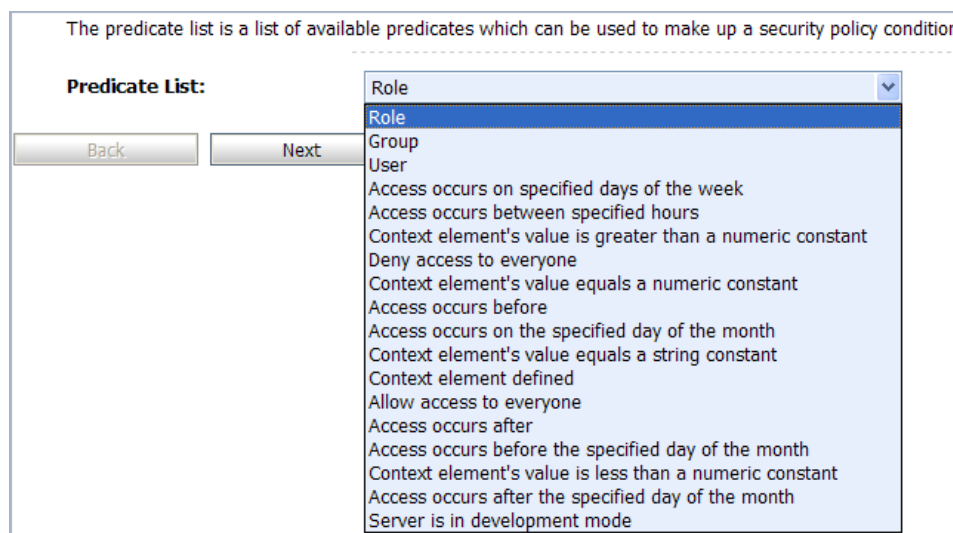 The predicate list is a list of available predicates which can be used to make up a security policy condition
Predicate List:
Role
Role
Group
User
Access occurs on specified days of the week
Access occurs between specified hours
Context element's value is greater than a numeric constant
Deny access to everyone
Context element's value equals a numeric constant
Access occurs before
Access occurs on the specified day of the month
Context element's value equals a string constant
Context element defined
Allow access to everyone
Access occurs after
Access occurs before the specified day of the month
Context element's value is less than a numeric constant
Access occurs after the specified day of the month
Server is in development mode
Back
Next